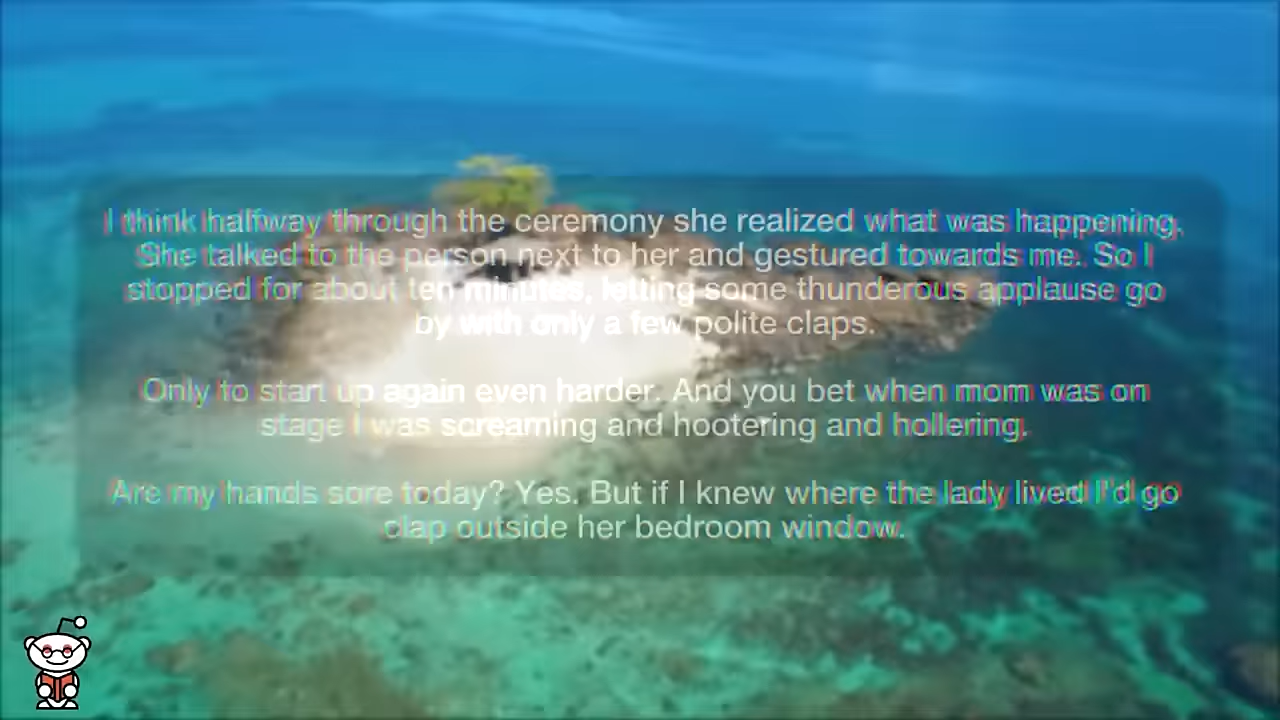 I think halfway through the ceremony she realized what was happening.
She talked to the person next to her and gestured towards me. So I
stopped for about ten minutes, letting some thunderous applause go
by with only a few polite claps.
Only to start up again even harder. And you bet when mom was on
stage I was screaming and hootering and hollering.
Are my hands sore today? Yes. But if I knew where the lady lived I'd go
clap outside her bedroom window.